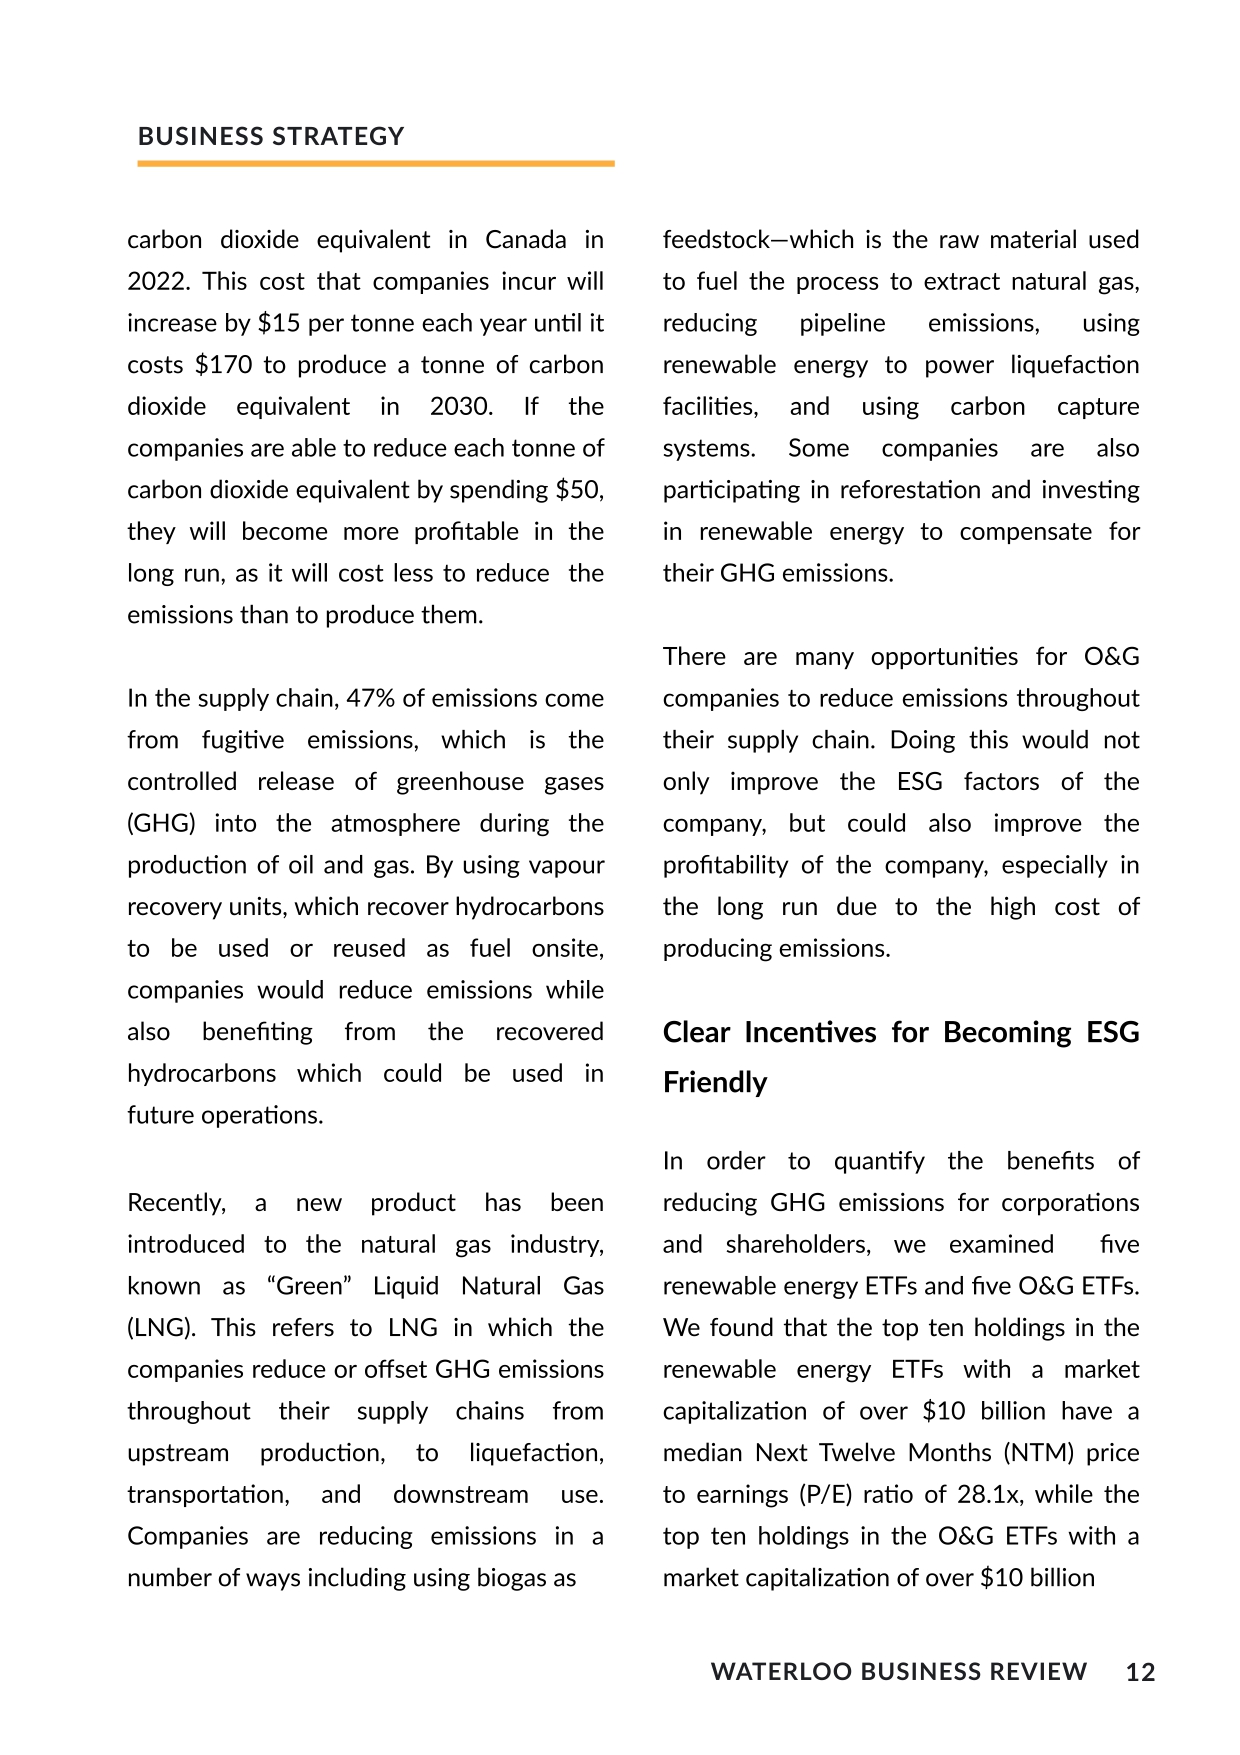 BUSINESS STRATEGY
carbon dioxide equivalent in Canada in
2022. This cost that companies incur will
increase by $15 per tonne each year until it
costs $170 to produce a tonne of carbon
dioxide equivalent in 2030. If the
companies are able to reduce each tonne of
carbon dioxide equivalent by spending $50,
they will become more profitable in the
long run, as it will cost less to reduce the
emissions than to produce them.
In the supply chain, 47% of emissions come
from fugitive emissions, which is the
controlled release of greenhouse gases
(GHG) into the atmosphere during the
production of oil and gas. By using vapour
recovery units, which recover hydrocarbons
to be used or reused as fuel onsite,
companies would reduce emissions while
also benefiting from the recovered
hydrocarbons which could be used in
future operations.
Recently, a new product has been
introduced to the natural gas industry,
known as “Green” Liquid Natural Gas
(LNG). This refers to LNG in which the
companies reduce or offset GHG emissions
throughout their supply chains from
upstream production, to liquefaction,
transportation, and downstream use.
Companies are reducing emissions in a
number of ways including using biogas as
feedstock—which is the raw material used
to fuel the process to extract natural gas,
reducing pipeline emissions, using
renewable energy to power liquefaction
facilities, and using carbon capture
systems. Some companies are also
participating in reforestation and investing
in renewable energy to compensate for
their GHG emissions.
There are many opportunities for O&G
companies to reduce emissions throughout
their supply chain. Doing this would not
only improve the ESG factors of the
company, but could also improve the
profitability of the company, especially in
the long run due to the high cost of
producing emissions.
Clear Incentives for Becoming ESG
Friendly
In order to quantify the benefits of
reducing GHG emissions for corporations
and shareholders, we examined five
renewable energy ETFs and five O&G ETFs.
We found that the top ten holdings in the
renewable energy ETFs with a market
capitalization of over $10 billion have a
median Next Twelve Months (NTM) price
to earnings (P/E) ratio of 28.1x, while the
top ten holdings in the O&G ETFs with a
market capitalization of over $10 billion
WATERLOO BUSINESS REVIEW 12